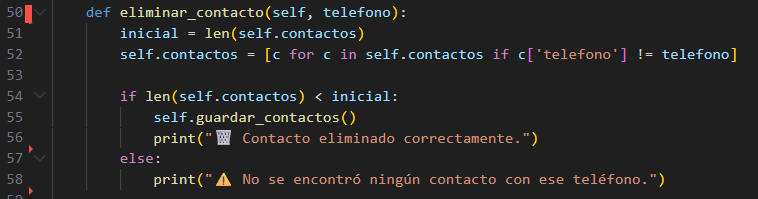 50 def eliminar_contacto(self, telefono):
51 inicial = len(self.contactos)
52 self.contactos = [c for c in self.contactos if c['telefono'] != telefono]
53
54 if len(self.contactos) < inicial:
55 self.guardar_contactos()
56 print("🗑️ Contacto eliminado correctamente.")
57 else:
58 print("⚠️ No se encontró ningún contacto con ese teléfono.")